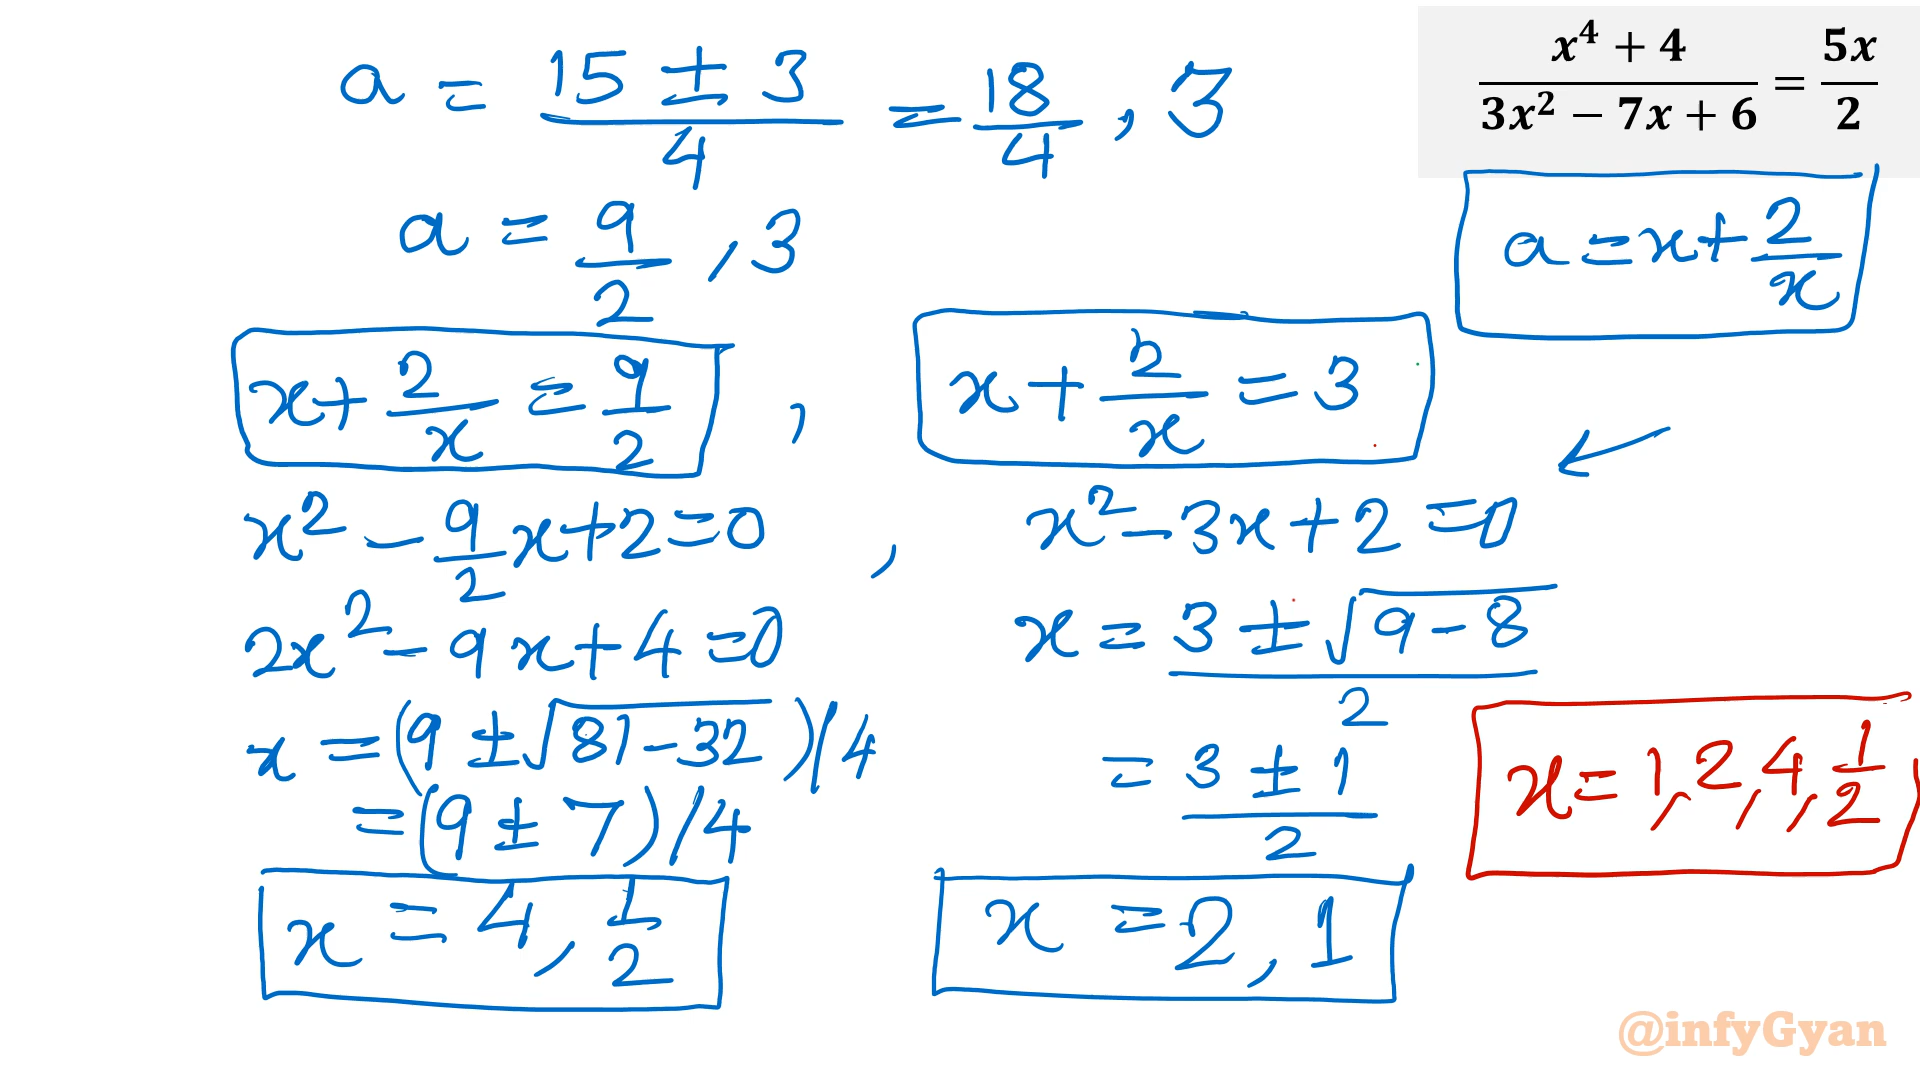 a = (15 ± 3)/4 = 18/4 , 3
(x⁴ + 4)/(3x² − 7x + 6) = 5x/2
a = 9/2 , 3
a = x + 2/x
x + 2/x = 9/2 , x + 2/x = 3
x² − 9/2 x + 2 = 0 , x² − 3x + 2 = 0
2x² − 9x + 4 = 0
x = (3 ± √(9 − 8))/2
x = (9 ± √(81 − 32))/4
= (3 ± 1)/2
= (9 ± 7)/4
x = 1, 2, 4, 1/2
x = 4, 1/2
x = 2, 1
@infyGyan